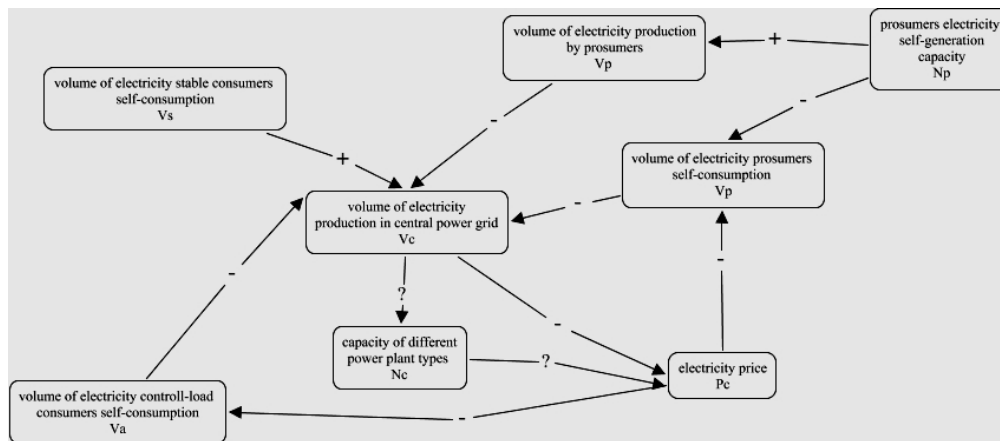 volume of electricity production
by prosumers
Vp
+
prosumers electricity
self-generation
capacity
Np
volume of electricity stable consumers
self-consumption
Vs
-
-
+
volume of electricity prosumers
self-consumption
Vp
volume of electricity
production in central power grid
Vc
-
-
-
?
-
capacity of different
power plant types
Nc
?
electricity price
Pc
volume of electricity controll-load
consumers self-consumption
Va
-